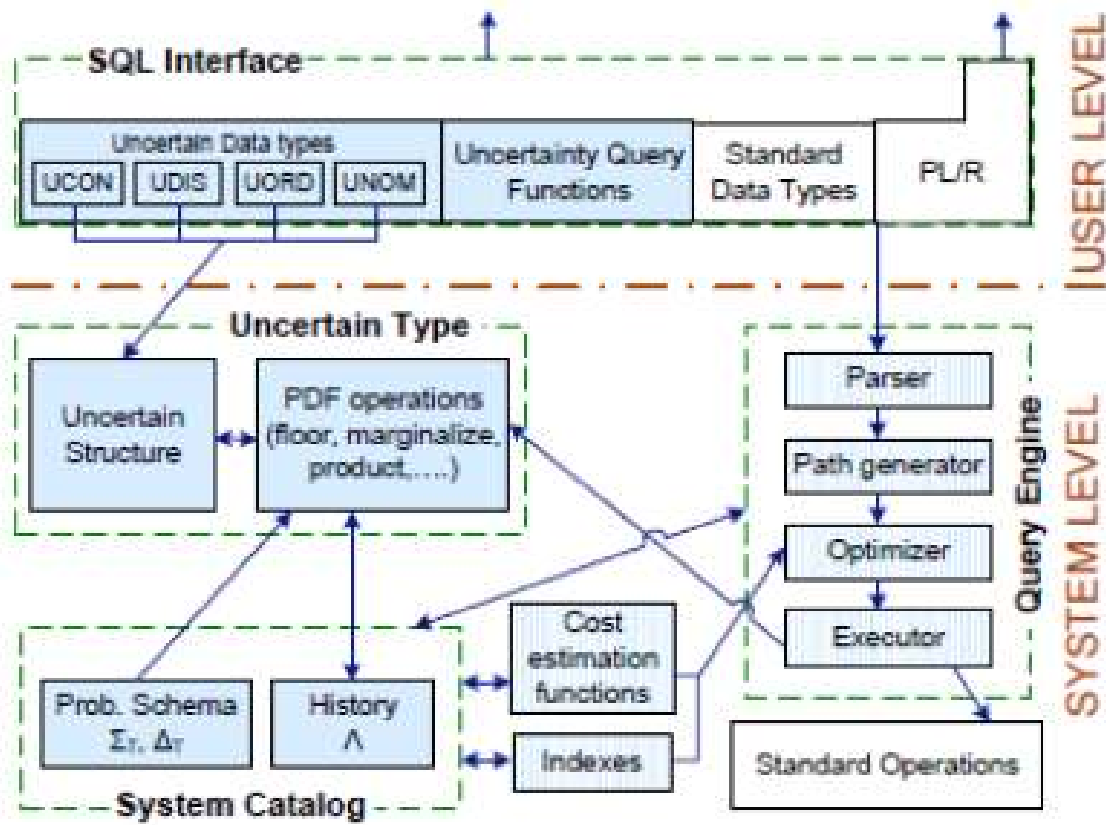 SQL Interface
Uncertain Data types
UCON
UDIS
UORD
UNOM
Uncertainty Query
Functions
Standard
Data Types
PL/R
USER LEVEL
Uncertain Type
Uncertain
Structure
PDF operations
(floor, marginalize,
product,....)
Parser
Path generator
Optimizer
Executor
Query Engine
SYSTEM LEVEL
Cost
estimation
functions
Prob. Schema
Σ_T, Δ_T
History
Λ
Indexes
Standard Operations
System Catalog